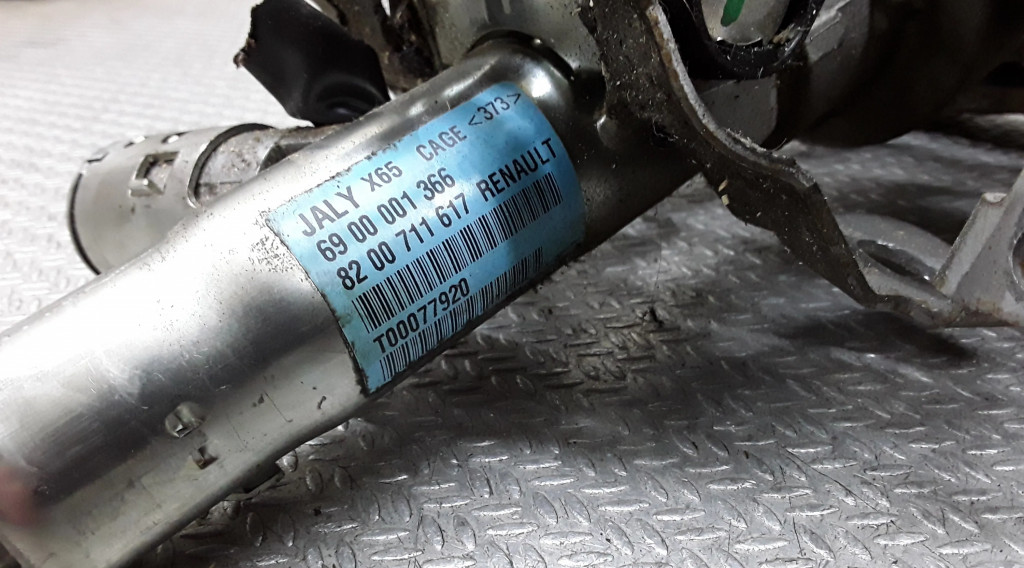 JALY X65 CAGE <373>
69 00 001 366
82 00 711 617 RENAULT
T00077920